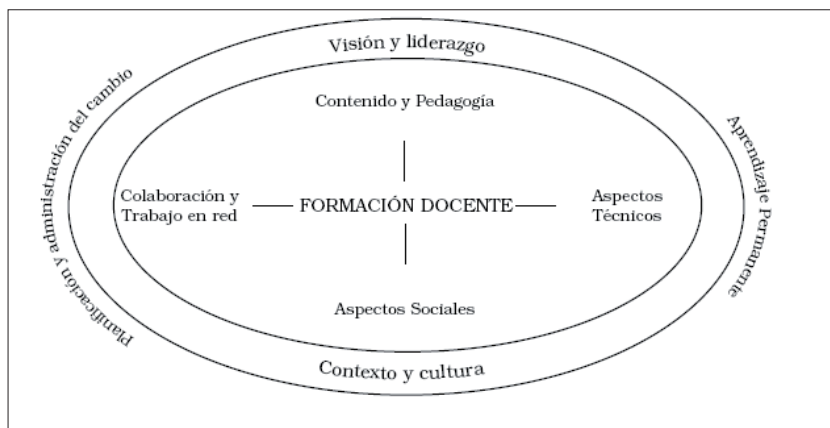 Visión y liderazgo
Contenido y Pedagogía
Planificación y administración del cambio
Aprendizaje Permanente
Colaboración y
Trabajo en red
FORMACIÓN DOCENTE
Aspectos
Técnicos
Aspectos Sociales
Contexto y cultura